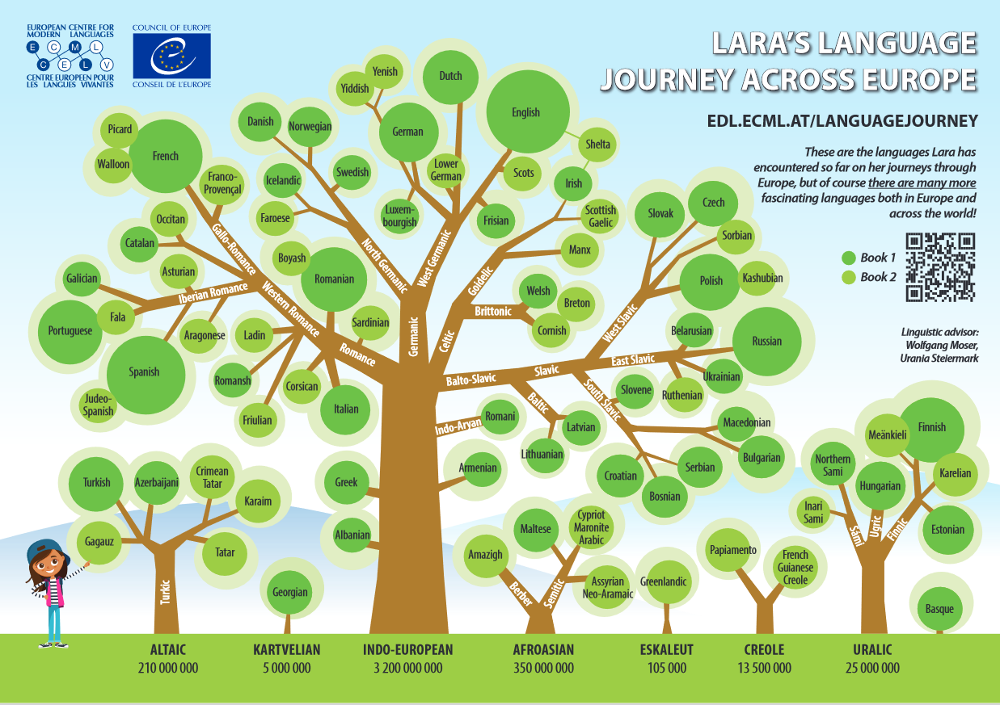 EUROPEAN CENTRE FOR
MODERN LANGUAGES
E C M L
C E L V
CENTRE EUROPEEN POUR
LES LANGUES VIVANTES
COUNCIL OF EUROPE
CONSEIL DE L'EUROPE
LARA'S LANGUAGE
JOURNEY ACROSS EUROPE
EDL.ECML.AT/LANGUAGEJOURNEY
These are the languages Lara has
encountered so far on her journeys through
Europe, but of course there are many more
fascinating languages both in Europe and
across the world!
Book 1
Book 2
Linguistic advisor:
Wolfgang Moser,
Urania Steiermark
Picard
Walloon
French
Franco-
Provençal
Occitan
Catalan
Gallo-Romance
Asturian
Galician
Iberian Romance
Fala
Portuguese
Spanish
Judeo-
Spanish
Aragonese
Western Romance
Ladin
Romansh
Friulian
Corsican
Italian
Boyash
Romanian
Sardinian
Romance
Danish
Norwegian
Swedish
Icelandic
Faroese
North Germanic
Yiddish
Yenish
German
Luxem-
bourgish
Lower
German
Dutch
English
Scots
Frisian
West Germanic
Germanic
Shelta
Irish
Scottish
Gaelic
Manx
Goidelic
Welsh
Breton
Cornish
Brittonic
Celtic
Slovak
Czech
Sorbian
Polish
Kashubian
West Slavic
Belarusian
Russian
Ukrainian
Ruthenian
East Slavic
Balto-Slavic
Slavic
Baltic
Latvian
Lithuanian
South Slavic
Slovene
Macedonian
Bulgarian
Serbian
Croatian
Bosnian
Indo-Aryan
Romani
Armenian
Greek
Albanian
Turkish
Azerbaijani
Crimean
Tatar
Karaim
Gagauz
Tatar
Turkic
Georgian
Amazigh
Maltese
Cypriot
Maronite
Arabic
Assyrian
Neo-Aramaic
Berber
Semitic
Greenlandic
Papiamento
French
Guianese
Creole
Northern
Sami
Inari
Sami
Hungarian
Meänkieli
Finnish
Karelian
Estonian
Sámi
Ugric
Finnic
Basque
ALTAIC
210 000 000
KARTVELIAN
5 000 000
INDO-EUROPEAN
3 200 000 000
AFROASIAN
350 000 000
ESKALEUT
105 000
CREOLE
13 500 000
URALIC
25 000 000